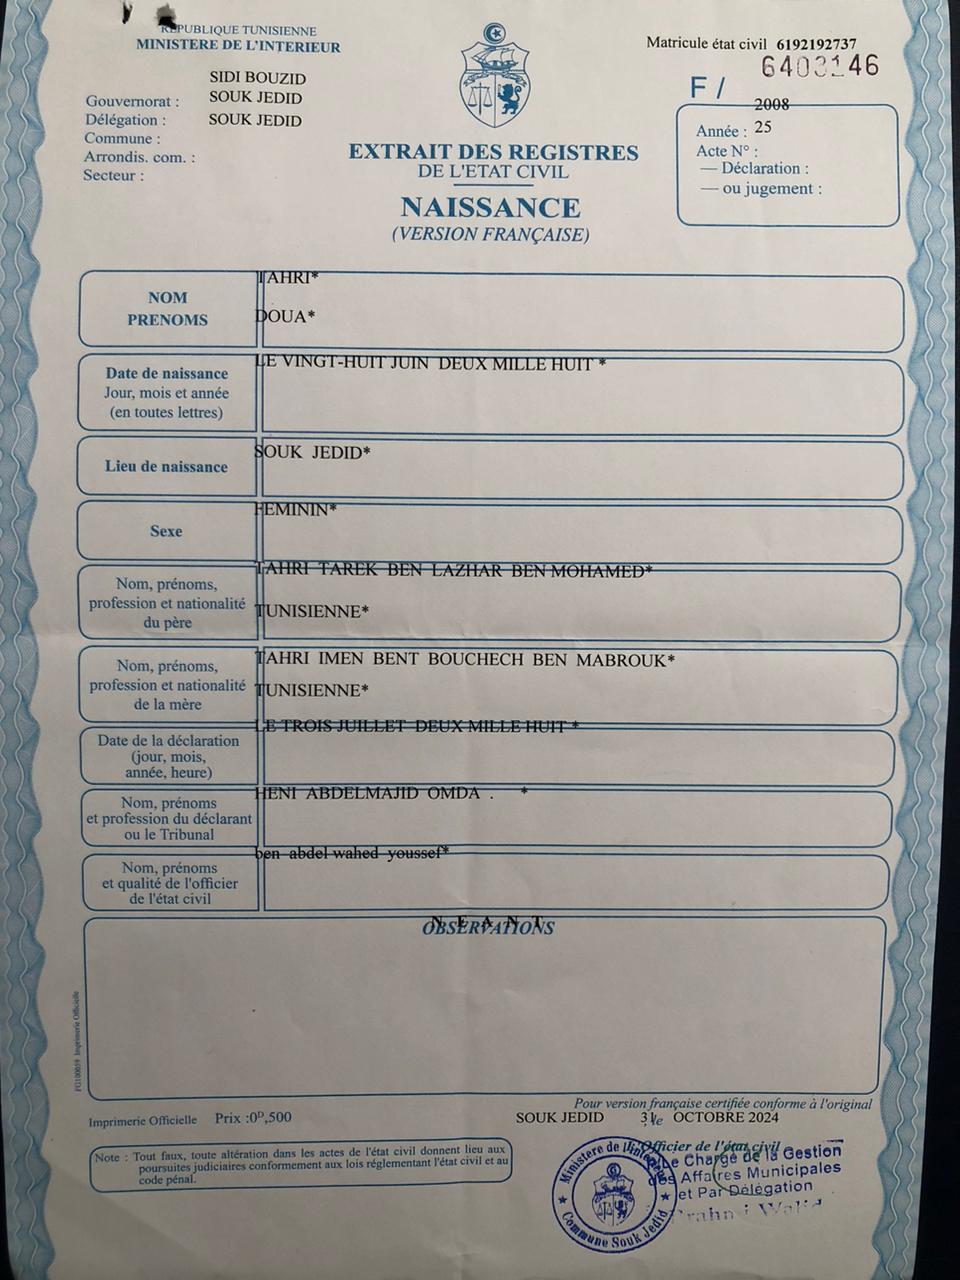 RÉPUBLIQUE TUNISIENNE
MINISTERE DE L'INTERIEUR
Matricule état civil 6192192737
6403146
F /
SIDI BOUZID
Gouvernorat : SOUK JEDID
Délégation : SOUK JEDID
Commune :
Arrondis. com. :
Secteur :
2008
Année : 25
Acte N° :
— Déclaration :
— ou jugement :
EXTRAIT DES REGISTRES
DE L'ETAT CIVIL
NAISSANCE
(VERSION FRANÇAISE)
NOM
PRENOMS
TAHRI*
DOUA*
Date de naissance
Jour, mois et année
(en toutes lettres)
LE VINGT-HUIT JUIN DEUX MILLE HUIT *
Lieu de naissance
SOUK JEDID*
Sexe
FEMININ*
Nom, prénoms,
profession et nationalité
du père
TAHRI TAREK BEN LAZHAR BEN MOHAMED*
TUNISIENNE*
Nom, prénoms,
profession et nationalité
de la mère
TAHRI IMEN BENT BOUCHECH BEN MABROUK*
TUNISIENNE*
Date de la déclaration
(jour, mois,
année, heure)
LE TROIS JUILLET DEUX MILLE HUIT *
Nom, prénoms
et profession du déclarant
ou le Tribunal
HENI ABDELMAJID OMDA . *
Nom, prénoms
et qualité de l'officier
de l'état civil
ben abdel wahed youssef*
N E A N T
OBSERVATIONS
FG100059 Imprimerie Officielle
Imprimerie Officielle Prix :0ᴰ,500
Pour version française certifiée conforme à l'original
SOUK JEDID 31 le OCTOBRE 2024
Note : Tout faux, toute altération dans les actes de l'état civil donnent lieu aux
poursuites judiciaires conformement aux lois réglementant l'état civil et au
code pénal.
l'Officier de l'état civil
Le Chargé de la Gestion
des Affaires Municipales
et Par Délégation
Walid
Ministere de l'Interieur
Commune Souk Jedid